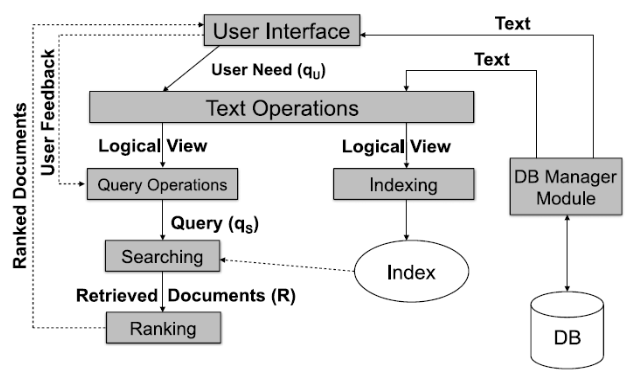 User Interface
Text
User Need (qU)
Text
Text Operations
Logical View
Logical View
Query Operations
Indexing
DB Manager
Module
Query (qS)
Searching
Index
Retrieved Documents (R)
Ranking
DB
User Feedback
Ranked Documents